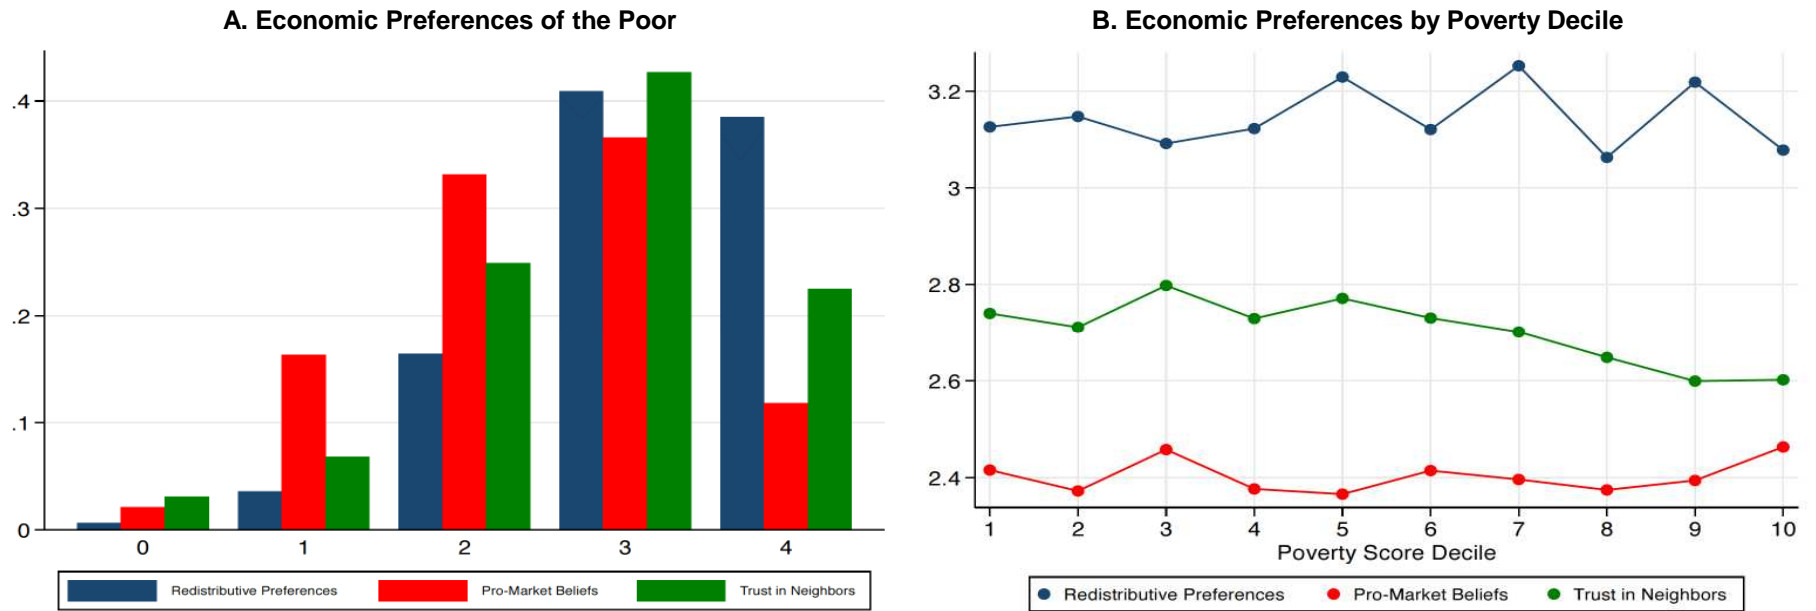 A. Economic Preferences of the Poor
.4
.3
.2
.1
0
0 1 2 3 4
Redistributive Preferences Pro-Market Beliefs Trust in Neighbors
B. Economic Preferences by Poverty Decile
3.2
3
2.8
2.6
2.4
1 2 3 4 5 6 7 8 9 10
Poverty Score Decile
Redistributive Preferences Pro-Market Beliefs Trust in Neighbors